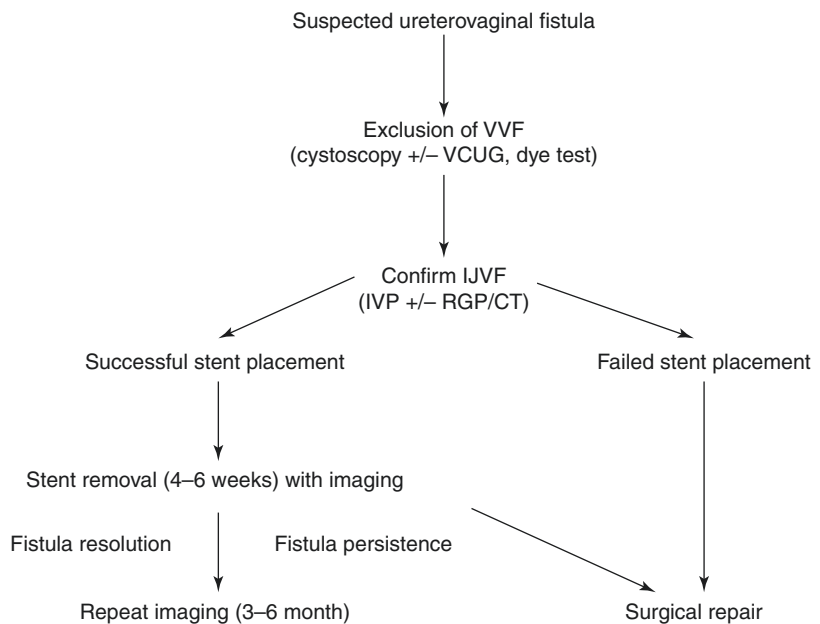 Suspected ureterovaginal fistula
Exclusion of VVF
(cystoscopy +/– VCUG, dye test)
Confirm IJVF
(IVP +/– RGP/CT)
Successful stent placement
Failed stent placement
Stent removal (4–6 weeks) with imaging
Fistula resolution
Fistula persistence
Repeat imaging (3–6 month)
Surgical repair